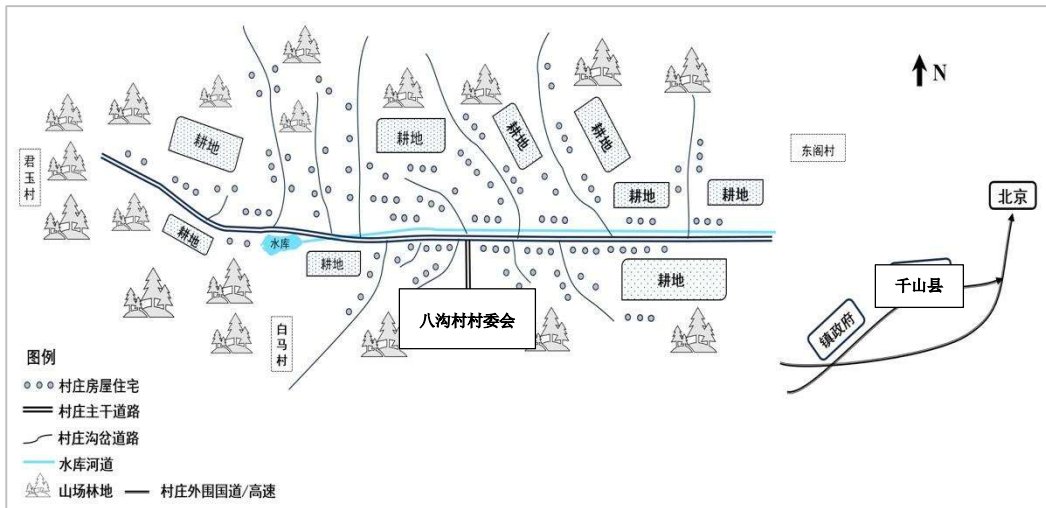 N
耕地
耕地
耕地
耕地
君玉村
东阁村
耕地
耕地
北京
耕地
水库
耕地
耕地
千山县
八沟村村委会
镇政府
白马村
图例
村庄房屋住宅
村庄主干道路
村庄沟岔道路
水库河道
山场林地
村庄外围国道/高速